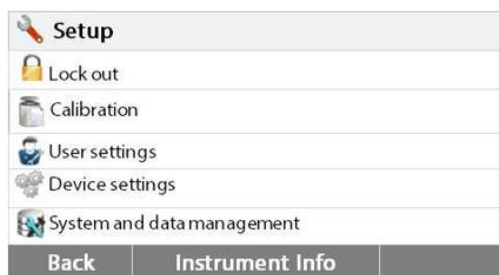 Setup
Lock out
Calibration
User settings
Device settings
System and data management
Back Instrument Info